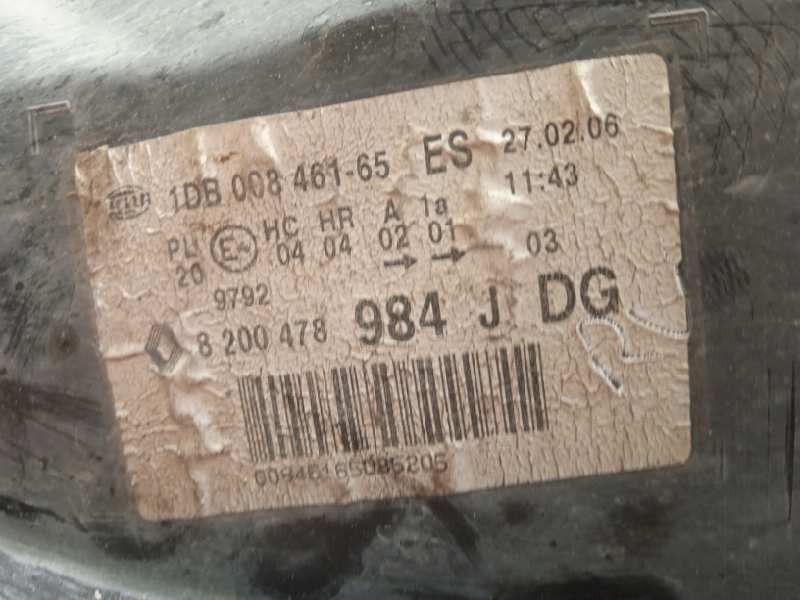 HELLA 1DB 008 461-65 ES 27.02.06
11:43
PL HC HR A 1a
20 E4 04 04 02 01 → → 03
9792
8 200 478 984 J DG